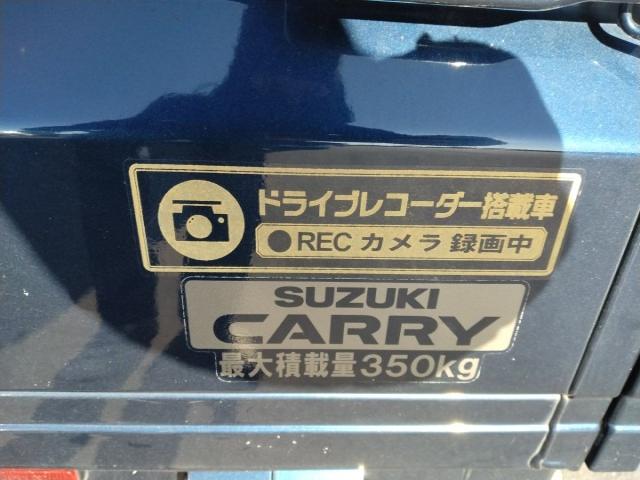 ドライブレコーダー搭載車
●REC カメラ 録画中
SUZUKI
CARRY
最大積載量350kg